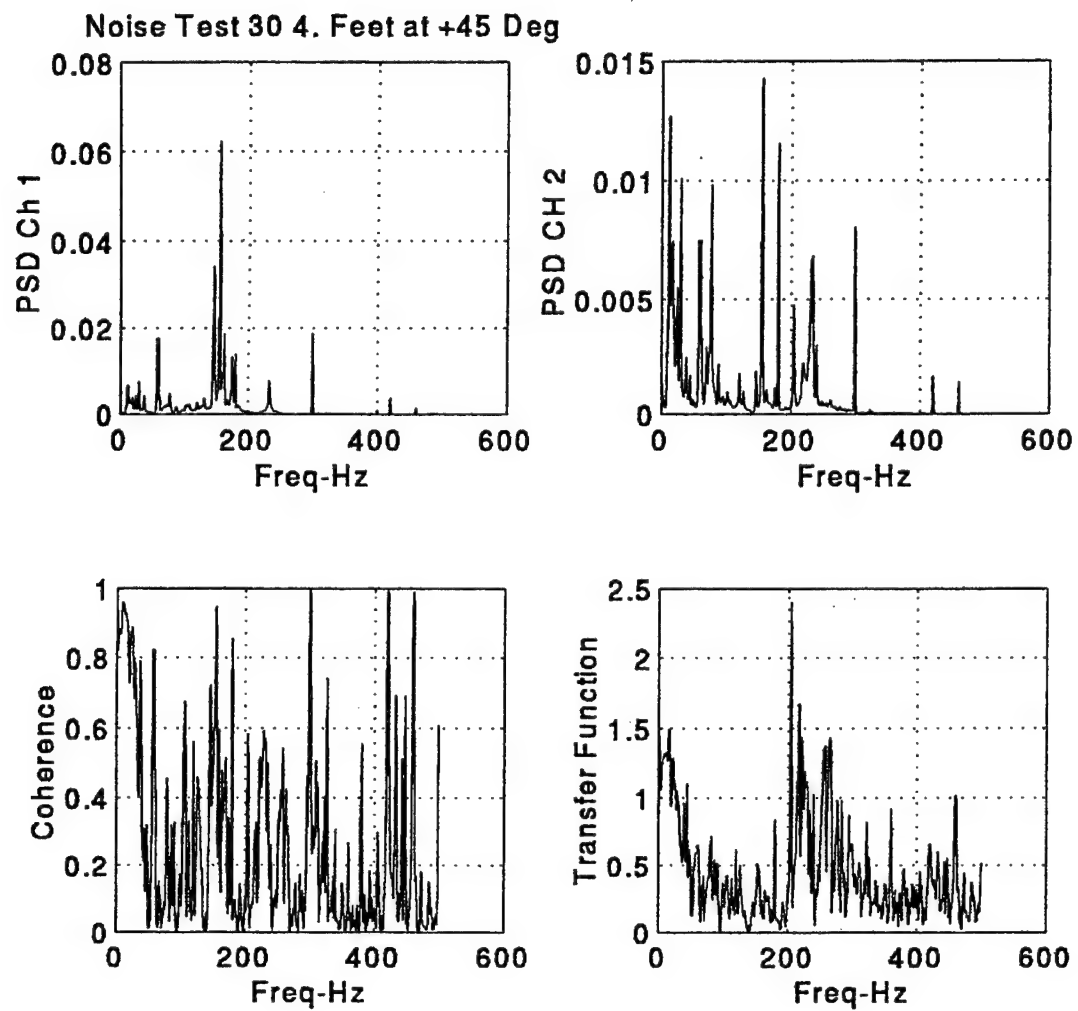 Noise Test 30 4. Feet at +45 Deg
0.08
0.06
0.04
0.02
0
PSD Ch 1
0 200 400 600
Freq-Hz
0.015
0.01
0.005
0
PSD CH 2
0 200 400 600
Freq-Hz
1
0.8
0.6
0.4
0.2
0
Coherence
0 200 400 600
Freq-Hz
2.5
2
1.5
1
0.5
0
Transfer Function
0 200 400 600
Freq-Hz